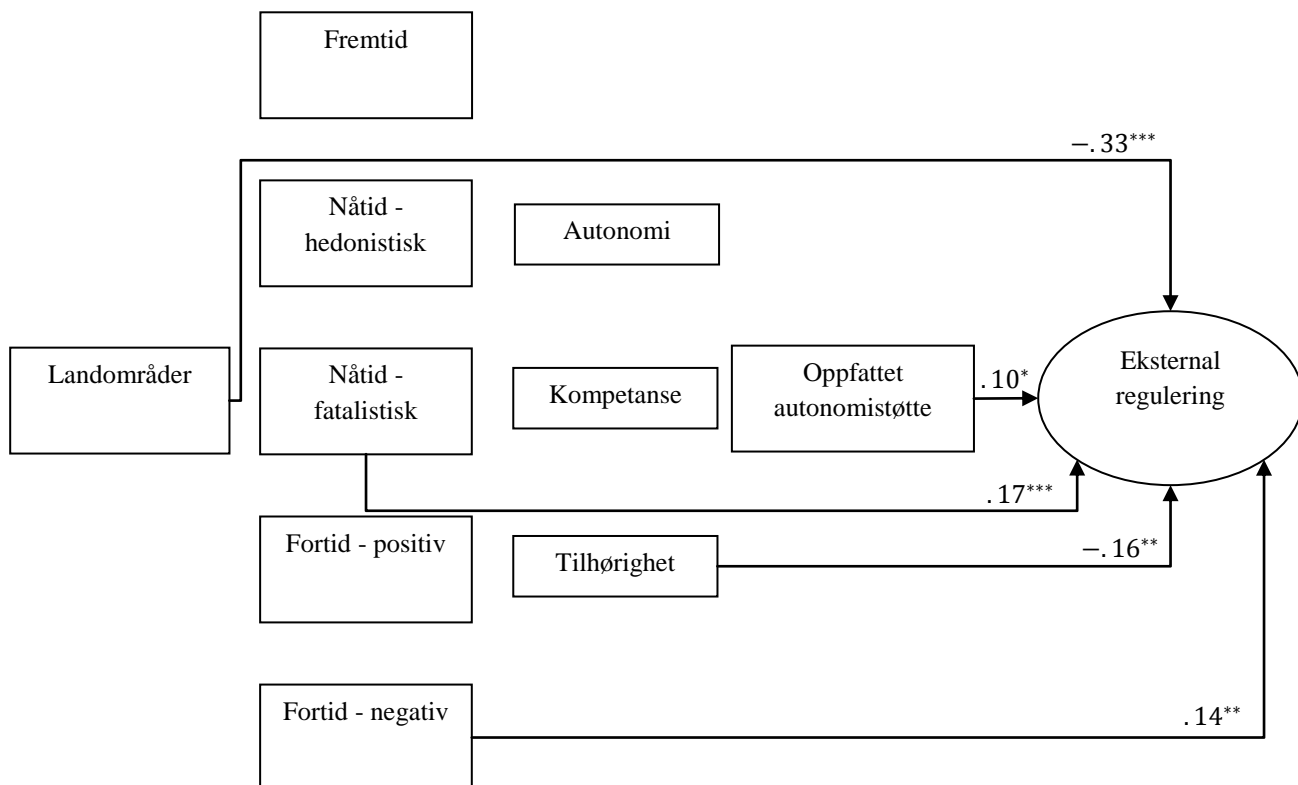 Fremtid
−.33***
Nåtid -
hedonistisk
Autonomi
Landområder
Nåtid -
fatalistisk
Kompetanse
Oppfattet
autonomistøtte
.10*
Eksternal
regulering
.17***
Fortid - positiv
Tilhørighet
−.16**
Fortid - negativ
.14**